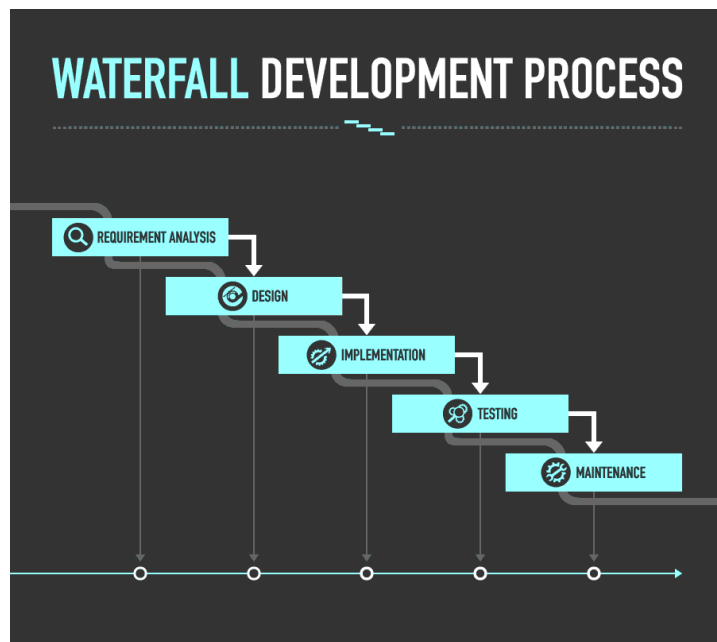 WATERFALL DEVELOPMENT PROCESS
REQUIREMENT ANALYSIS
DESIGN
IMPLEMENTATION
TESTING
MAINTENANCE